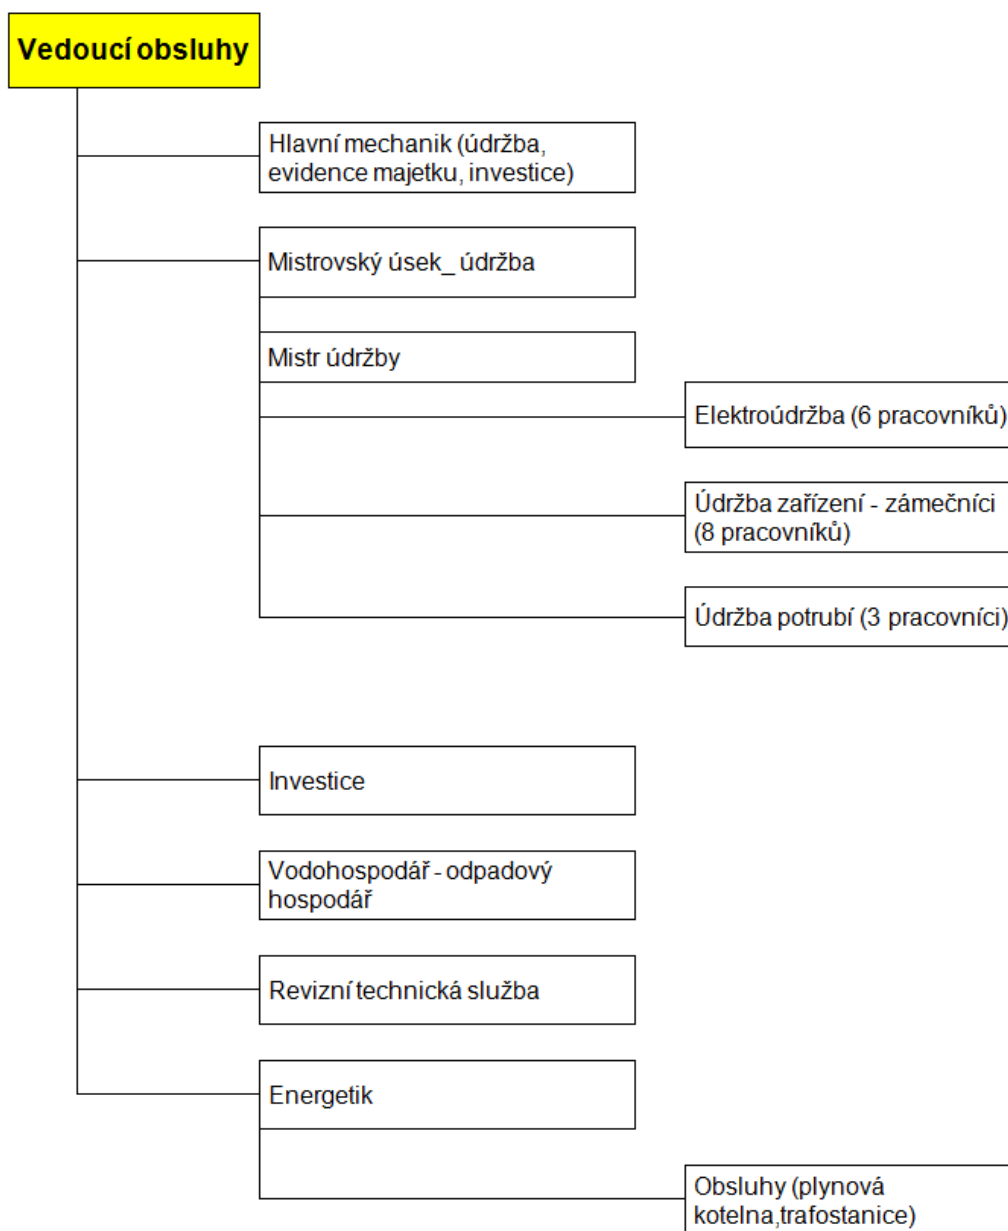 Vedoucí obsluhy
Hlavní mechanik (údržba,
evidence majetku, investice)
Mistrovský úsek_ údržba
Mistr údržby
Elektroúdržba (6 pracovníků)
Údržba zařízení - zámečníci
(8 pracovníků)
Údržba potrubí (3 pracovníci)
Investice
Vodohospodář - odpadový
hospodář
Revizní technická služba
Energetik
Obsluhy (plynová
kotelna,trafostanice)